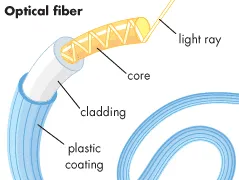 Optical fiber
light ray
core
cladding
plastic
coating